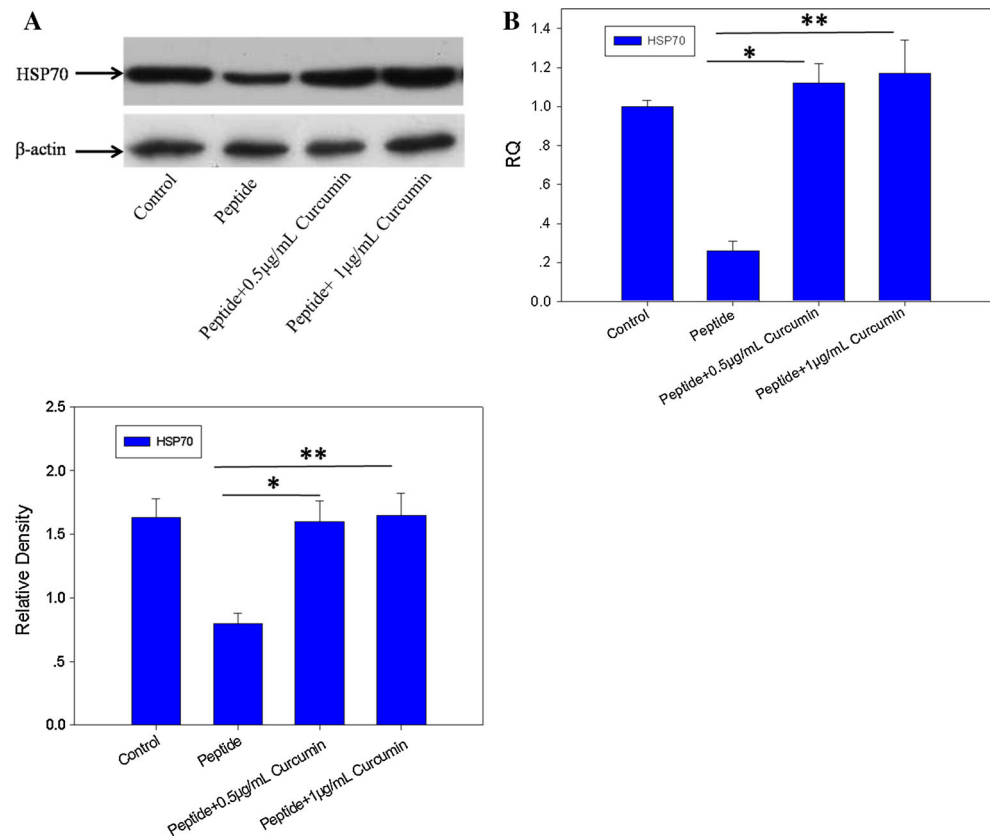 A
HSP70
β-actin
Control
Peptide
Peptide+0.5µg/mL Curcumin
Peptide+ 1µg/mL Curcumin
B
HSP70
**
*
1.4
1.2
1.0
.8
.6
.4
.2
0.0
RQ
Control
Peptide
Peptide+0.5µg/mL Curcumin
Peptide+1µg/mL Curcumin
HSP70
**
*
2.5
2.0
1.5
1.0
.5
0.0
Relative Density
Control
Peptide
Peptide+0.5µg/mL Curcumin
Peptide+1µg/mL Curcumin